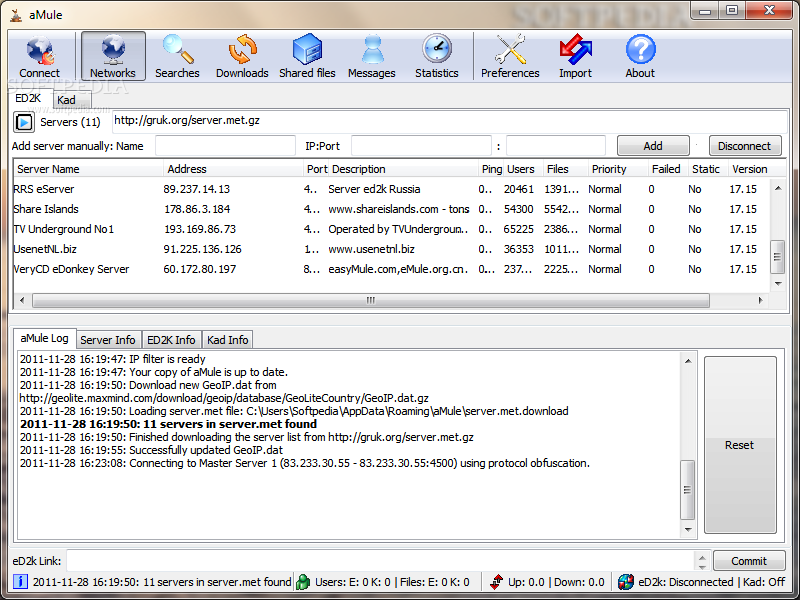 aMule
Connect Networks Searches Downloads Shared files Messages Statistics Preferences Import About
SOFTPEDIA
ED2K Kad
Servers (11) http://gruk.org/server.met.gz
Add server manually: Name IP:Port : Add Disconnect
Server Name Address Port Description Ping Users Files Priority Failed Static Version
RRS eServer 89.237.14.13 4... Server ed2k Russia 0... 20461 1391... Normal 0 No 17.15
Share Islands 178.86.3.184 4... www.shareislands.com - tons 0... 54300 5542... Normal 0 No 17.15
TV Underground No1 193.169.86.73 4... Operated by TVUndergroun... 0... 65225 2386... Normal 0 No 17.15
UsenetNL.biz 91.225.136.126 1... www.usenetnl.biz 0... 36353 1011... Normal 0 No 17.15
VeryCD eDonkey Server 60.172.80.197 8... easyMule.com,eMule.org.cn. 0... 237... 2225... Normal 0 No 17.15
aMule Log Server Info ED2K Info Kad Info
2011-11-28 16:19:47: IP filter is ready
2011-11-28 16:19:47: Your copy of aMule is up to date.
2011-11-28 16:19:50: Download new GeoIP.dat from
http://geolite.maxmind.com/download/geoip/database/GeoLiteCountry/GeoIP.dat.gz
2011-11-28 16:19:50: Loading server.met file: C:\Users\Softpedia\AppData\Roaming\aMule\server.met.download
2011-11-28 16:19:50: 11 servers in server.met found
2011-11-28 16:19:50: Finished downloading the server list from http://gruk.org/server.met.gz
2011-11-28 16:19:55: Successfully updated GeoIP.dat
2011-11-28 16:23:08: Connecting to Master Server 1 (83.233.30.55 - 83.233.30.55:4500) using protocol obfuscation.
Reset
eD2k Link: Commit
2011-11-28 16:19:50: 11 servers in server.met found Users: E: 0 K: 0 | Files: E: 0 K: 0 Up: 0.0 | Down: 0.0 eD2k: Disconnected | Kad: Off